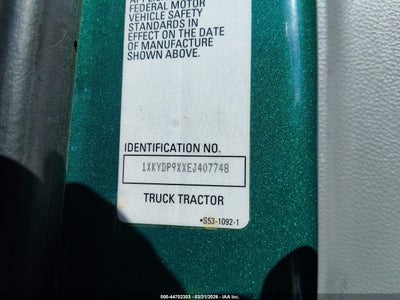 FEDERAL MOTOR
VEHICLE SAFETY
STANDARDS IN
EFFECT ON THE DATE
OF MANUFACTURE
SHOWN ABOVE.
IDENTIFICATION NO.
1XKYDP9XXEJ407748
TRUCK TRACTOR
*S53-1092-1
000-44702303 - 03/31/2026 - IAA Inc.